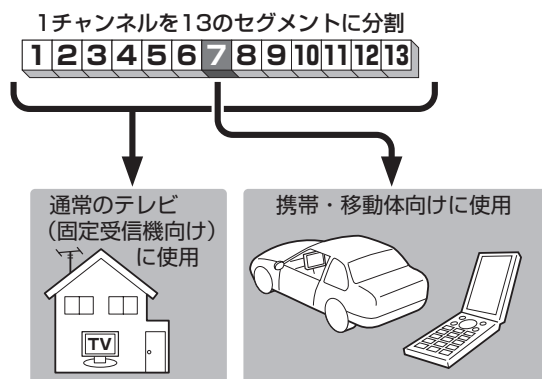 1チャンネルを13のセグメントに分割
1 2 3 4 5 6 7 8 9 10 11 12 13
通常のテレビ
(固定受信機向け)
に使用
TV
携帯・移動体向けに使用